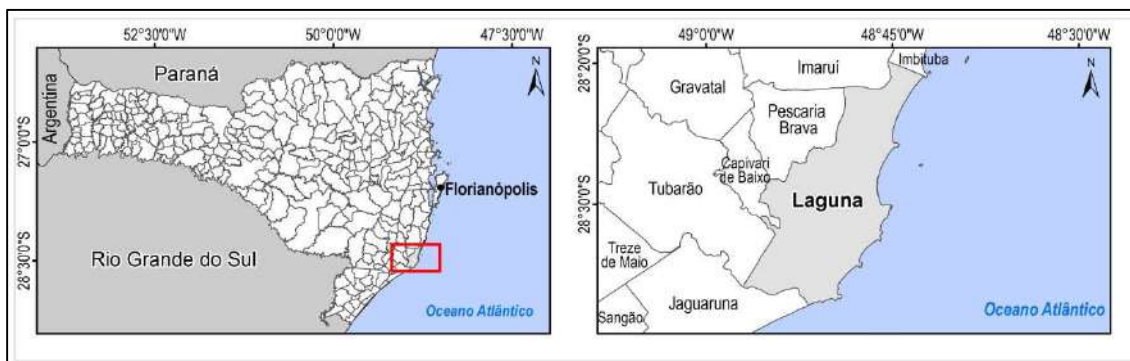 52°30'0"W
50°0'0"W
47°30'0"W
Argentina
Paraná
N
27°0'0"S
Florianópolis
28°30'0"S
Rio Grande do Sul
Oceano Atlântico
49°0'0"W
48°45'0"W
48°30'0"W
28°20'0"S
Imaruí
Imbituba
N
Gravatal
Pescaria
Brava
Capivari
de Baixo
Tubarão
Laguna
28°30'0"S
Treze
de Maio
Jaguaruna
Sangão
Oceano Atlântico